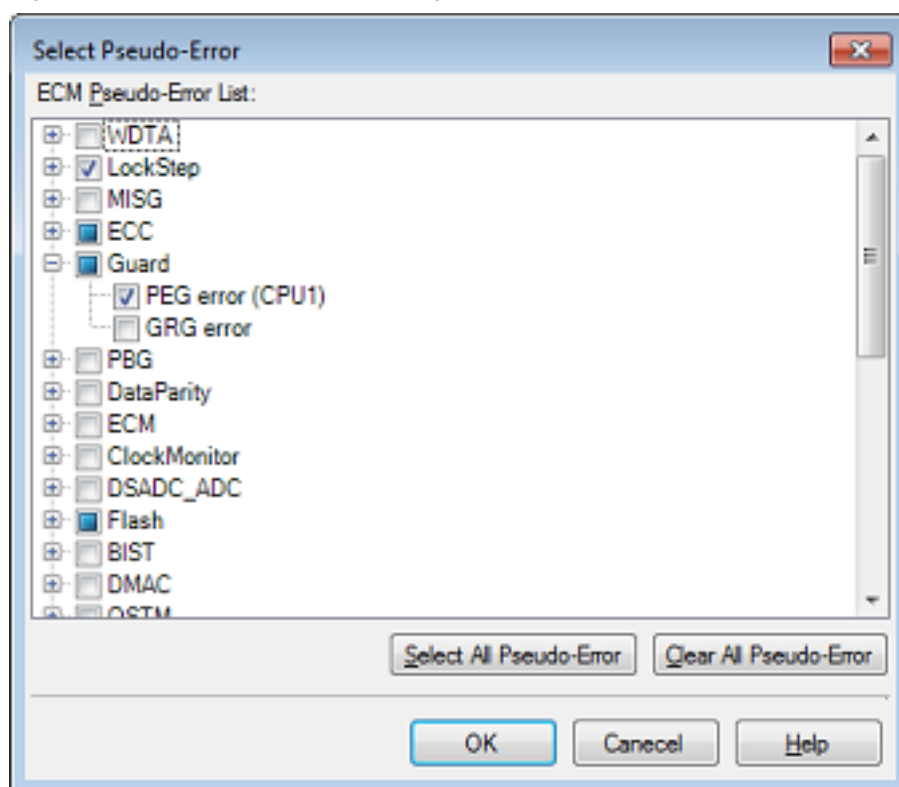 Select Pseudo-Error
ECM Pseudo-Error List:
WDTA
LockStep
MISG
ECC
Guard
PEG error (CPU1)
GRG error
PBG
DataParity
ECM
ClockMonitor
DSADC_ADC
Flash
BIST
DMAC
Select All Pseudo-Error Clear All Pseudo-Error
OK Canecel Help